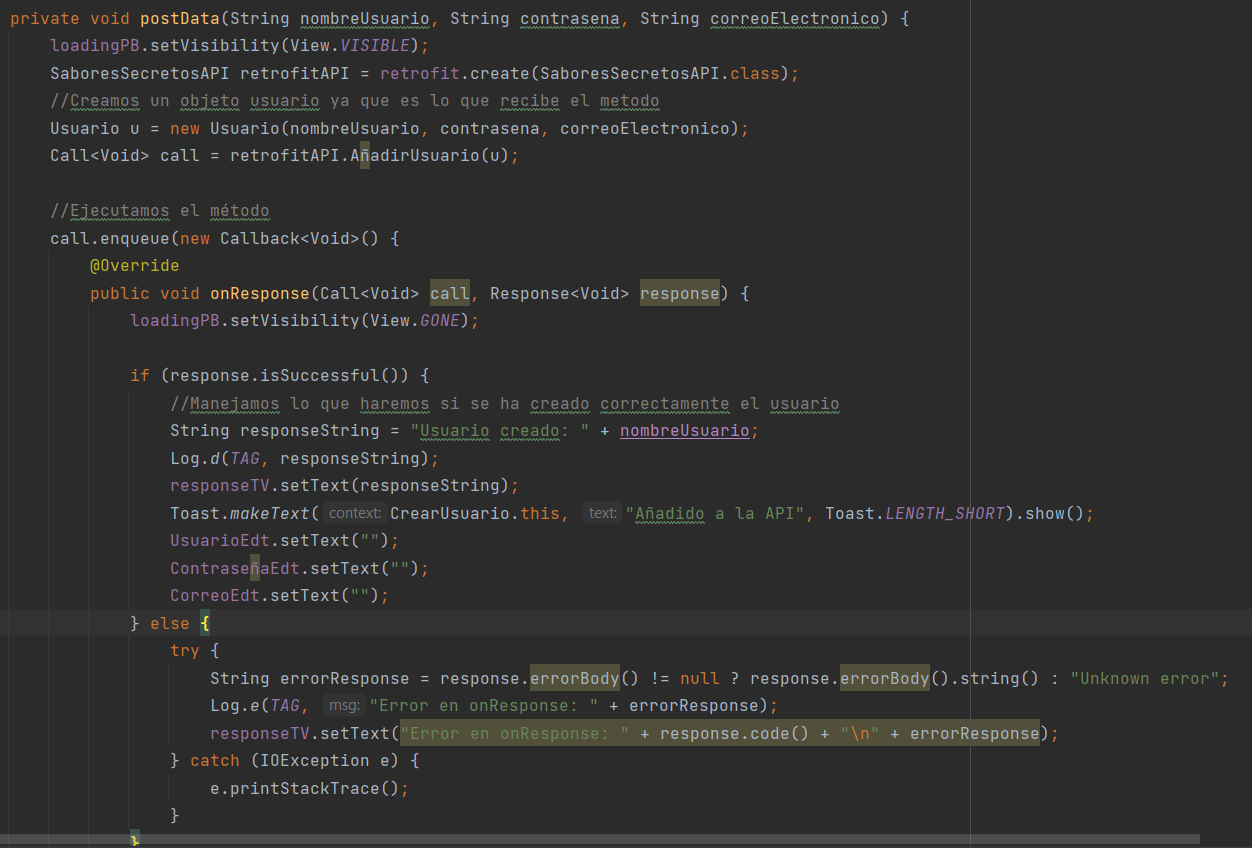 private void postData(String nombreUsuario, String contrasena, String correoElectronico) {
loadingPB.setVisibility(View.VISIBLE);
SaboresSecretosAPI retrofitAPI = retrofit.create(SaboresSecretosAPI.class);
//Creamos un objeto usuario ya que es lo que recibe el metodo
Usuario u = new Usuario(nombreUsuario, contrasena, correoElectronico);
Call<Void> call = retrofitAPI.AñadirUsuario(u);
//Ejecutamos el método
call.enqueue(new Callback<Void>() {
@Override
public void onResponse(Call<Void> call, Response<Void> response) {
loadingPB.setVisibility(View.GONE);
if (response.isSuccessful()) {
//Manejamos lo que haremos si se ha creado correctamente el usuario
String responseString = "Usuario creado: " + nombreUsuario;
Log.d(TAG, responseString);
responseTV.setText(responseString);
Toast.makeText( context: CrearUsuario.this, text: "Añadido a la API", Toast.LENGTH_SHORT).show();
UsuarioEdt.setText("");
ContraseñaEdt.setText("");
CorreoEdt.setText("");
} else {
try {
String errorResponse = response.errorBody() != null ? response.errorBody().string() : "Unknown error";
Log.e(TAG, msg: "Error en onResponse: " + errorResponse);
responseTV.setText("Error en onResponse: " + response.code() + "\n" + errorResponse);
} catch (IOException e) {
e.printStackTrace();
}
}